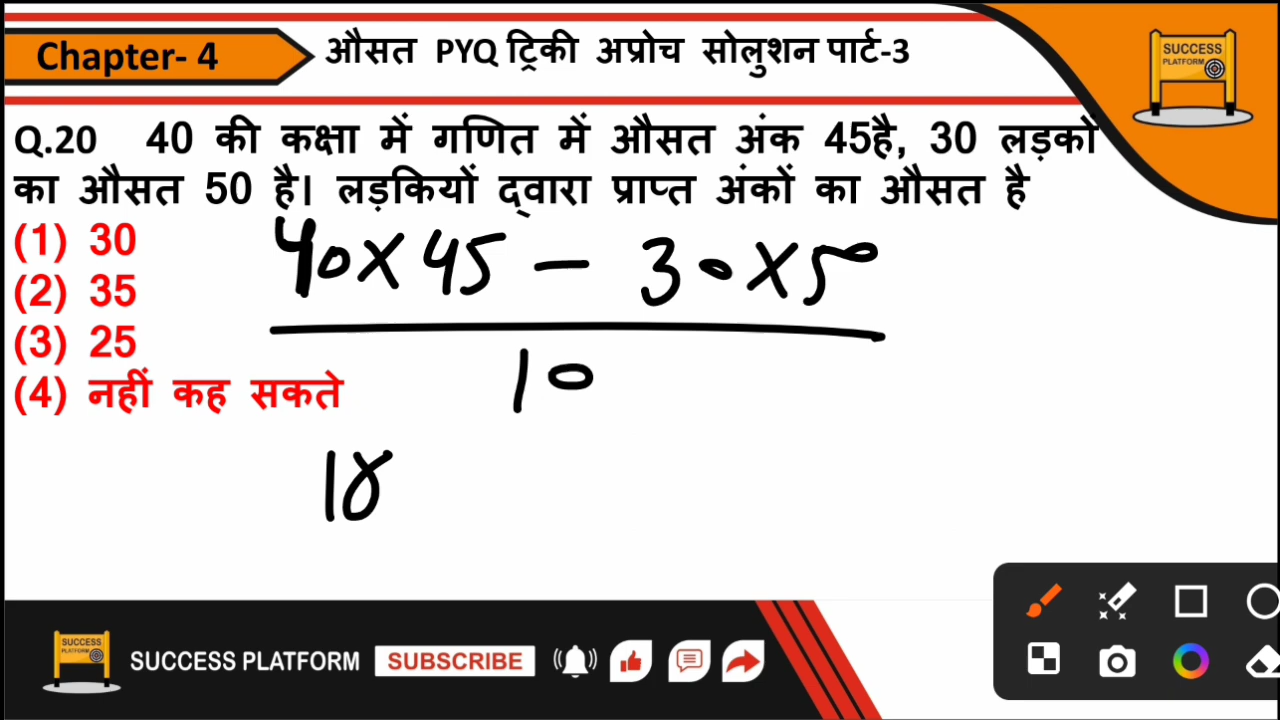 Chapter- 4
औसत PYQ ट्रिकी अप्रोच सोलुशन पार्ट-3
SUCCESS
PLATFORM
Q.20 40 की कक्षा में गणित में औसत अंक 45है, 30 लड़कों
का औसत 50 है। लड़कियों द्वारा प्राप्त अंकों का औसत है
(1) 30
(2) 35
(3) 25
(4) नहीं कह सकते
40 X 45 - 30 X 50
10
18
SUCCESS
PLATFORM
SUCCESS PLATFORM
SUBSCRIBE